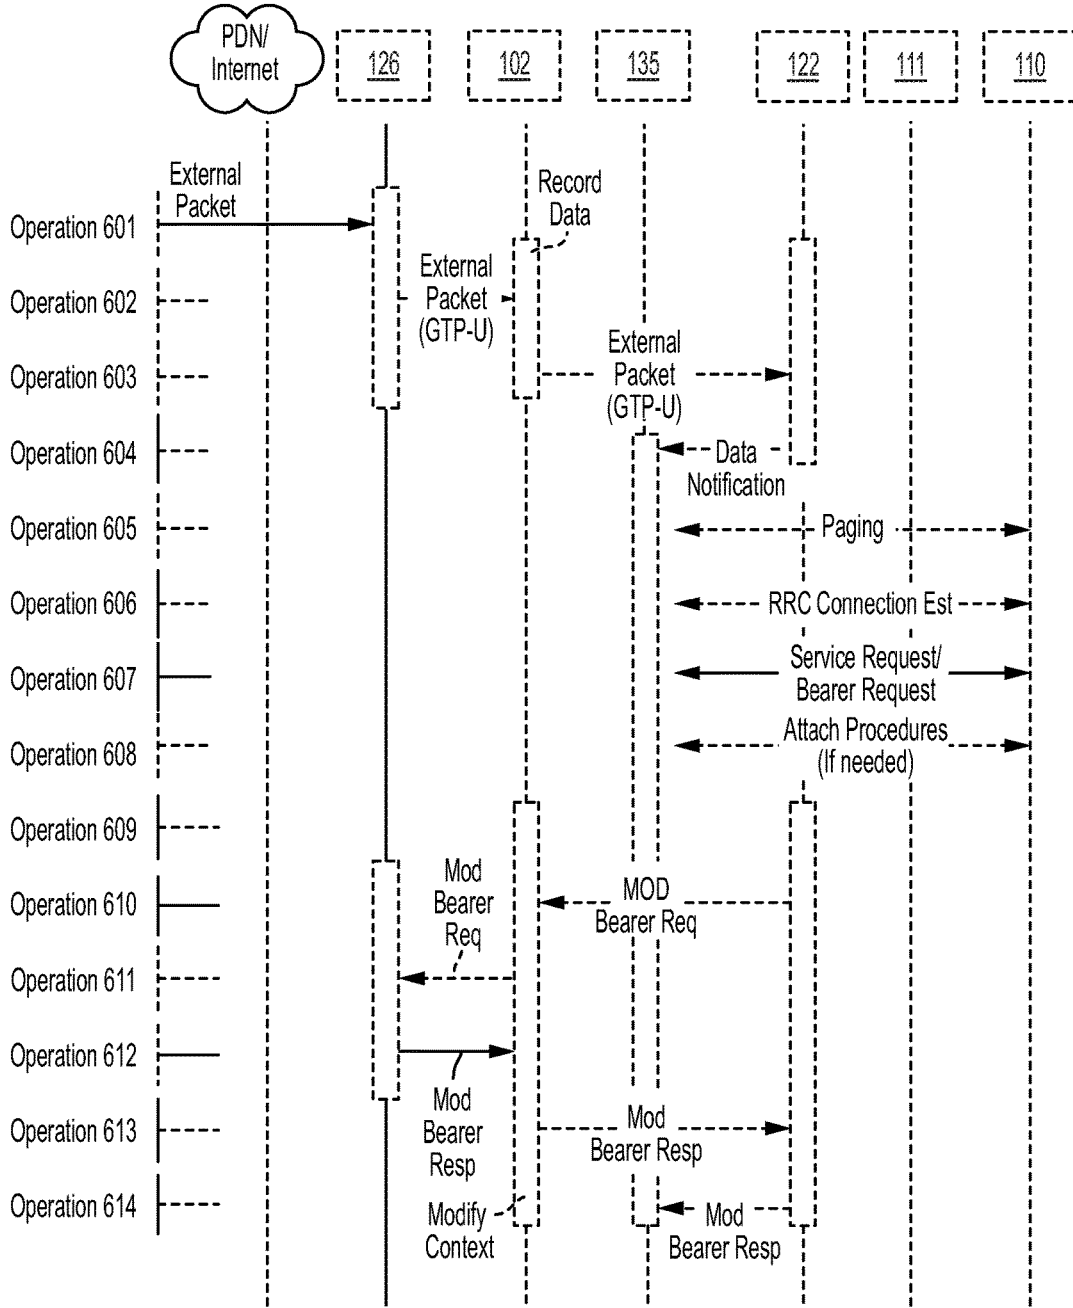 PDN/
Internet
126
102
135
122
111
110
External
Packet
Record
Data
Operation 601
External
Packet
(GTP-U)
Operation 602
External
Packet
(GTP-U)
Operation 603
Operation 604
Data
Notification
Operation 605
Paging
Operation 606
RRC Connection Est
Operation 607
Service Request/
Bearer Request
Operation 608
Attach Procedures
(If needed)
Operation 609
Operation 610
Mod
Bearer
Req
MOD
Bearer Req
Operation 611
Operation 612
Mod
Bearer
Resp
Operation 613
Mod
Bearer Resp
Operation 614
Modify
Context
Mod
Bearer Resp